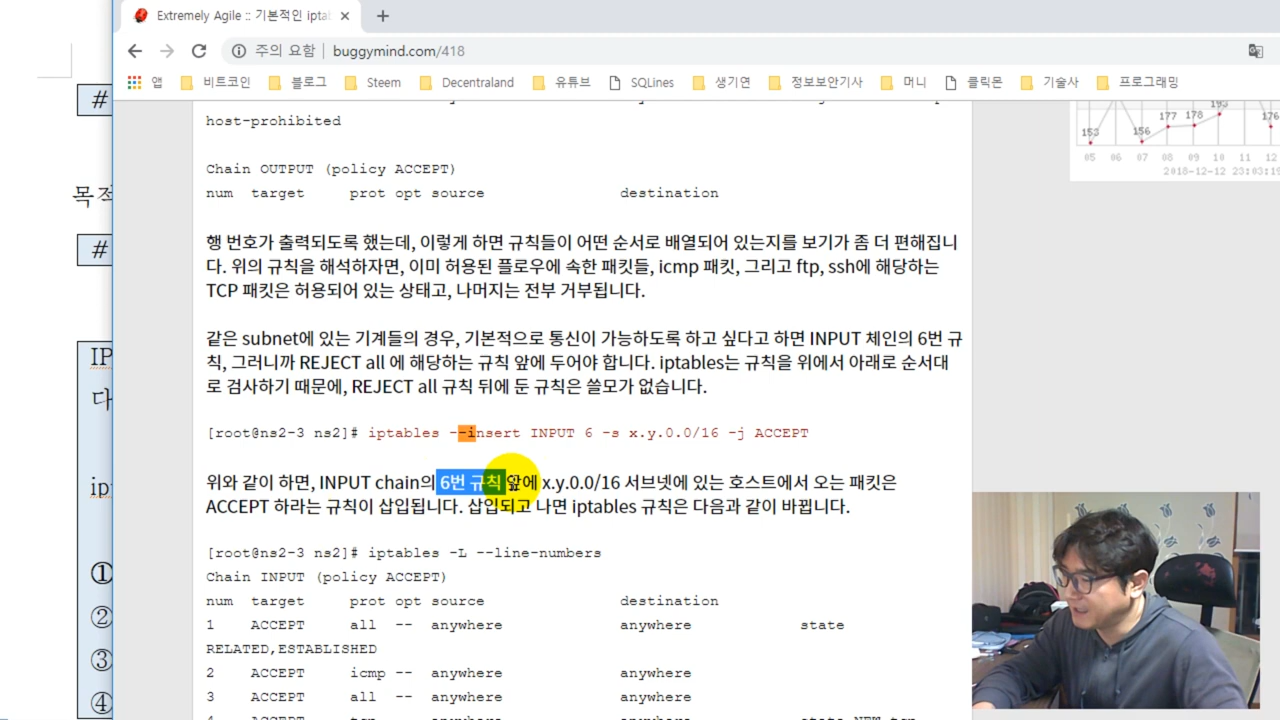 Extremely Agile :: 기본적인 ipta
주의 요함 | buggymind.com/418
앱 비트코인 블로그 Steem Decentraland 유튜브 SQLines 생기연 정보보안기사 머니 클릭몬 기술사 프로그래밍
host-prohibited
Chain OUTPUT (policy ACCEPT)
num target prot opt source destination
행 번호가 출력되도록 했는데, 이렇게 하면 규칙들이 어떤 순서로 배열되어 있는지를 보기가 좀 더 편해집니
다. 위의 규칙을 해석하자면, 이미 허용된 플로우에 속한 패킷들, icmp 패킷, 그리고 ftp, ssh에 해당하는
TCP 패킷은 허용되어 있는 상태고, 나머지는 전부 거부됩니다.
같은 subnet에 있는 기계들의 경우, 기본적으로 통신이 가능하도록 하고 싶다고 하면 INPUT 체인의 6번 규
칙, 그러니까 REJECT all 에 해당하는 규칙 앞에 두어야 합니다. iptables는 규칙을 위에서 아래로 순서대
로 검사하기 때문에, REJECT all 규칙 뒤에 둔 규칙은 쓸모가 없습니다.
[root@ns2-3 ns2]# iptables --insert INPUT 6 -s x.y.0.0/16 -j ACCEPT
위와 같이 하면, INPUT chain의 6번 규칙 앞에 x.y.0.0/16 서브넷에 있는 호스트에서 오는 패킷은
ACCEPT 하라는 규칙이 삽입됩니다. 삽입되고 나면 iptables 규칙은 다음과 같이 바뀝니다.
[root@ns2-3 ns2]# iptables -L --line-numbers
Chain INPUT (policy ACCEPT)
num target prot opt source destination
1 ACCEPT all -- anywhere anywhere state
RELATED,ESTABLISHED
2 ACCEPT icmp -- anywhere anywhere
3 ACCEPT all -- anywhere anywhere
153 156 177 178 193 176
05 06 07 08 09 10 11 12
2018-12-12 23:03:19
#
목적
#
IP
다
ip
①
②
③
④